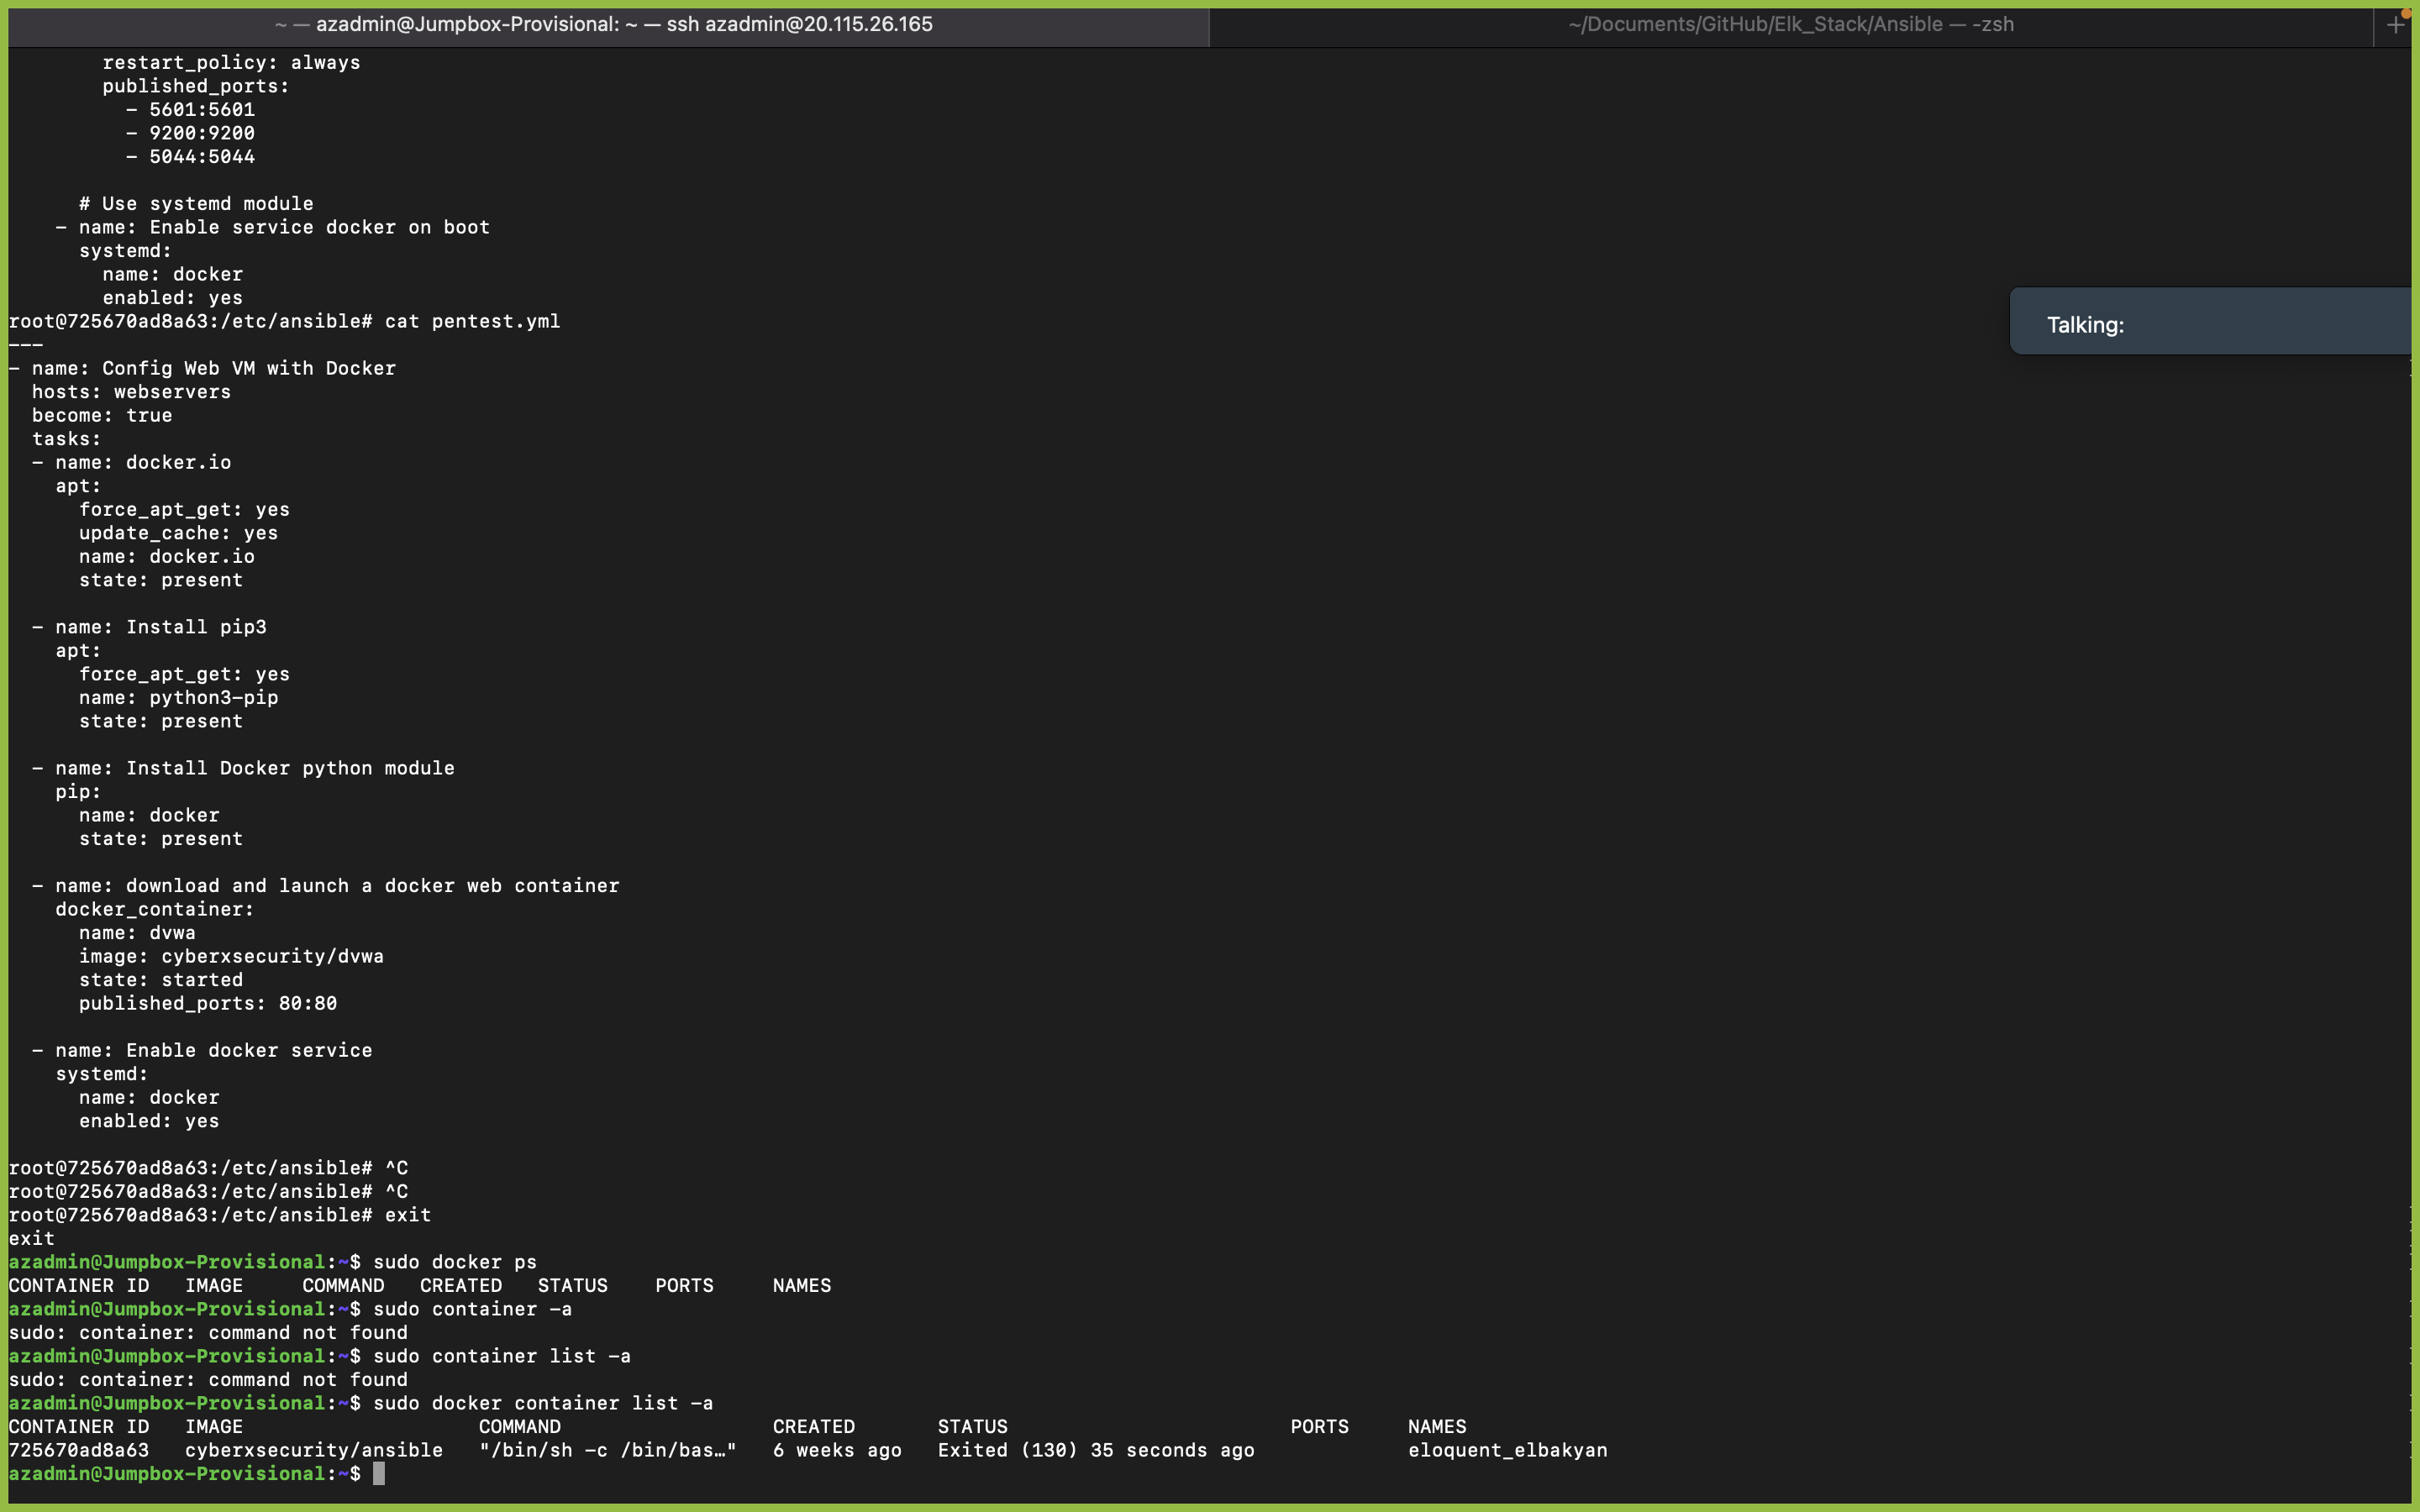 ~ — azadmin@Jumpbox-Provisional: ~ — ssh azadmin@20.115.26.165
~/Documents/GitHub/Elk_Stack/Ansible — -zsh
+
        restart_policy: always
        published_ports:
          - 5601:5601
          - 9200:9200
          - 5044:5044

      # Use systemd module
    - name: Enable service docker on boot
      systemd:
        name: docker
        enabled: yes
root@725670ad8a63:/etc/ansible# cat pentest.yml
Talking:
---
- name: Config Web VM with Docker
  hosts: webservers
  become: true
  tasks:
  - name: docker.io
    apt:
      force_apt_get: yes
      update_cache: yes
      name: docker.io
      state: present

  - name: Install pip3
    apt:
      force_apt_get: yes
      name: python3-pip
      state: present

  - name: Install Docker python module
    pip:
      name: docker
      state: present

  - name: download and launch a docker web container
    docker_container:
      name: dvwa
      image: cyberxsecurity/dvwa
      state: started
      published_ports: 80:80

  - name: Enable docker service
    systemd:
      name: docker
      enabled: yes

root@725670ad8a63:/etc/ansible# ^C
root@725670ad8a63:/etc/ansible# ^C
root@725670ad8a63:/etc/ansible# exit
exit
azadmin@Jumpbox-Provisional:~$ sudo docker ps
CONTAINER ID   IMAGE     COMMAND   CREATED   STATUS    PORTS     NAMES
azadmin@Jumpbox-Provisional:~$ sudo container -a
sudo: container: command not found
azadmin@Jumpbox-Provisional:~$ sudo container list -a
sudo: container: command not found
azadmin@Jumpbox-Provisional:~$ sudo docker container list -a
CONTAINER ID   IMAGE                    COMMAND                  CREATED       STATUS                        PORTS     NAMES
725670ad8a63   cyberxsecurity/ansible   "/bin/sh -c /bin/bas…"   6 weeks ago   Exited (130) 35 seconds ago             eloquent_elbakyan
azadmin@Jumpbox-Provisional:~$